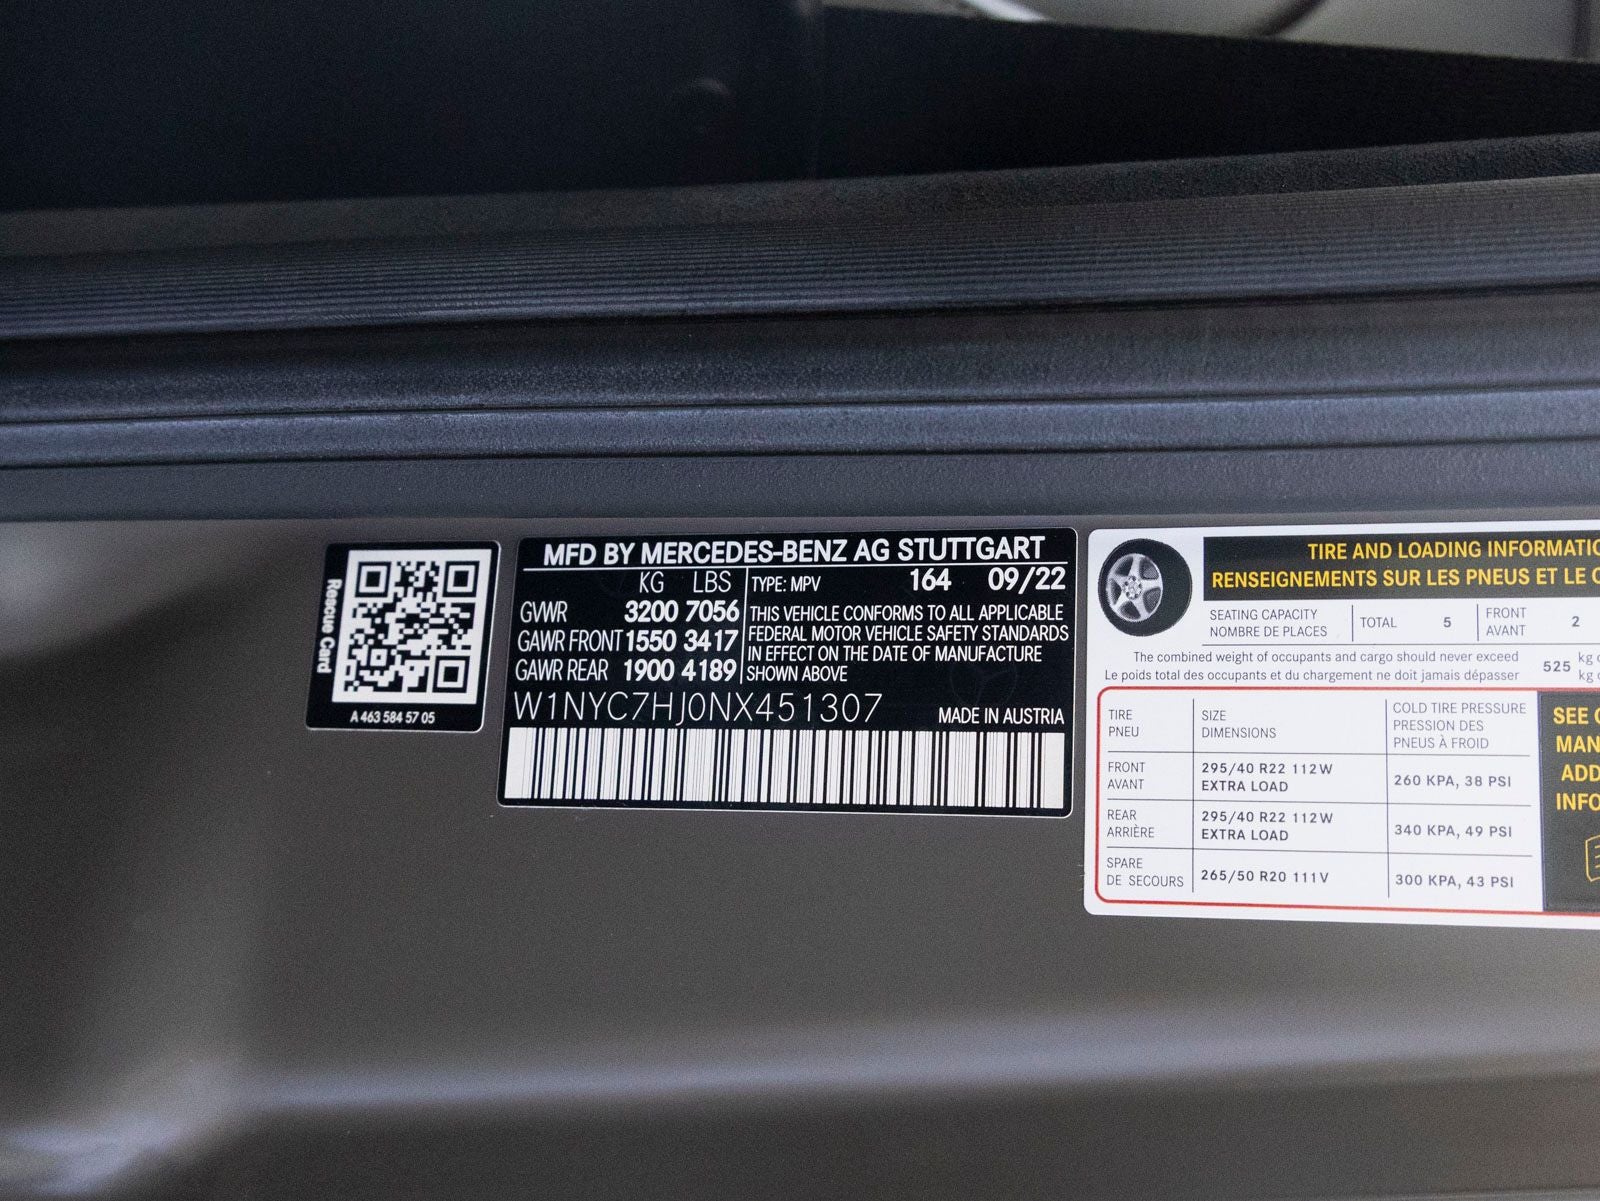 Rescue Card
A 463 584 57 05
MFD BY MERCEDES-BENZ AG STUTTGART
KG LBS TYPE: MPV 164 09/22
GVWR 3200 7056
GAWR FRONT 1550 3417
GAWR REAR 1900 4189
THIS VEHICLE CONFORMS TO ALL APPLICABLE
FEDERAL MOTOR VEHICLE SAFETY STANDARDS
IN EFFECT ON THE DATE OF MANUFACTURE
SHOWN ABOVE
W1NYC7HJ0NX451307 MADE IN AUSTRIA
TIRE AND LOADING INFORMATIO
RENSEIGNEMENTS SUR LES PNEUS ET LE C
SEATING CAPACITY
NOMBRE DE PLACES
TOTAL 5
FRONT
AVANT
2
The combined weight of occupants and cargo should never exceed
Le poids total des occupants et du chargement ne doit jamais dépasser
525 kg
kg
TIRE
PNEU
SIZE
DIMENSIONS
COLD TIRE PRESSURE
PRESSION DES
PNEUS À FROID
FRONT
AVANT
295/40 R22 112W
EXTRA LOAD
260 KPA, 38 PSI
REAR
ARRIÈRE
295/40 R22 112W
EXTRA LOAD
340 KPA, 49 PSI
SPARE
DE SECOURS
265/50 R20 111V
300 KPA, 43 PSI
SEE
MAN
ADD
INFO